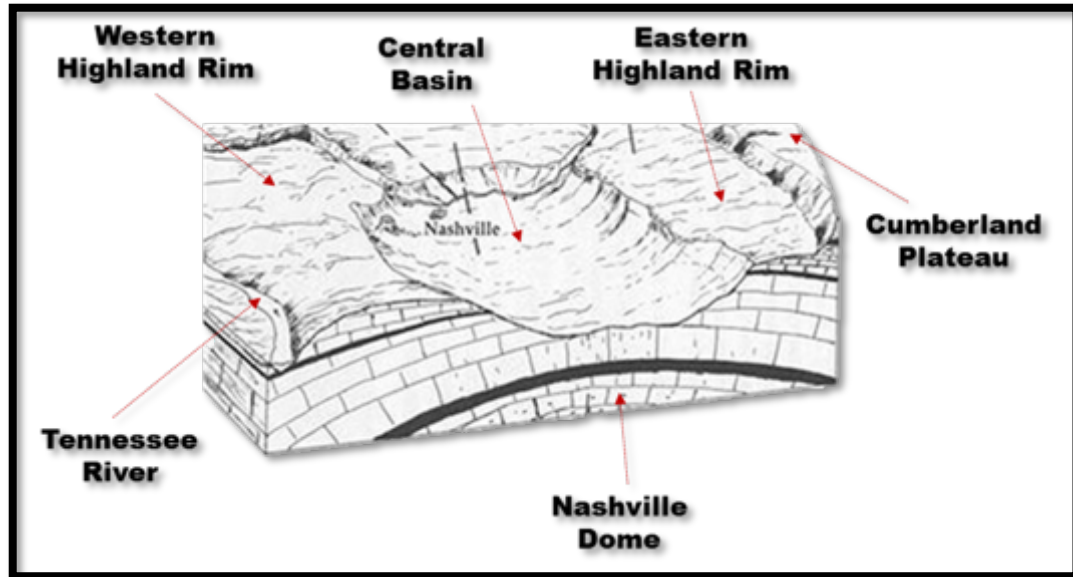 Western
Highland Rim
Central
Basin
Eastern
Highland Rim
Nashville
Cumberland
Plateau
Tennessee
River
Nashville
Dome